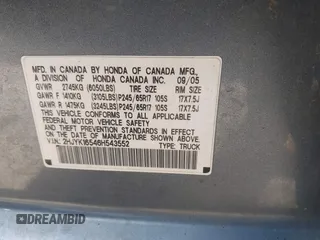 MFD. IN CANADA BY HONDA OF CANADA MFG.,
A DIVISION OF HONDA CANADA INC. 09/05
GVWR 2745KG (6050LBS) TIRE SIZE RIM SIZE
GAWR F 1410KG (3105LBS)P245/65R17 105S 17X7.5J
GAWR R 1475KG (3245LBS)P245/65R17 105S 17X7.5J
THIS VEHICLE CONFORMS TO ALL APPLICABLE
FEDERAL MOTOR VEHICLE SAFETY STANDARDS IN
EFFECT ON THE DATE OF MANUFACTURE SHOWN ABOVE.
V.I.N.: 2HJYK16546H543552 TYPE: TRUCK
DREAMBID